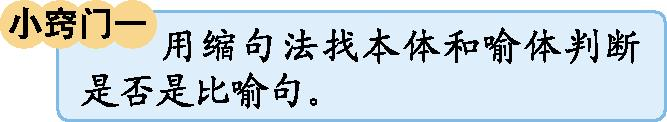 小窍门一
用缩句法找本体和喻体判断
是否是比喻句。